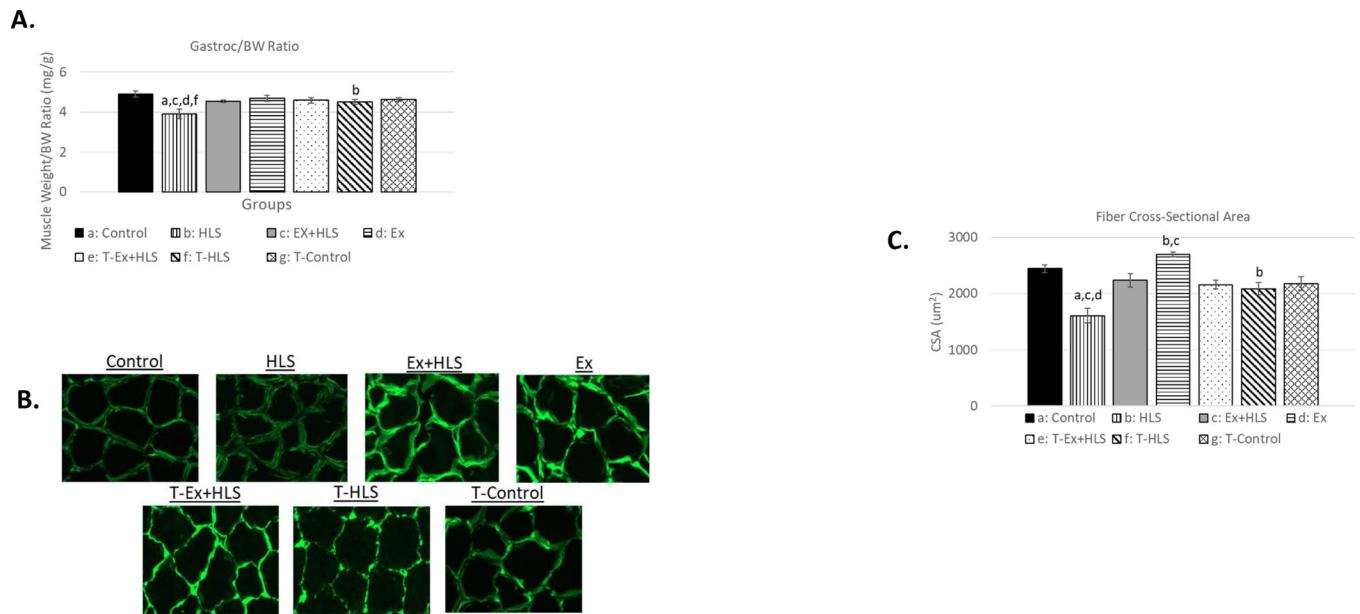 A.
Gastroc/BW Ratio
Muscle Weight/BW Ratio (mg/g)
6
4
2
0
a,c,d,f
b
Groups
a: Control b: HLS c: EX+HLS d: Ex
e: T-Ex+HLS f: T-HLS g: T-Control
B.
Control HLS Ex+HLS Ex
T-Ex+HLS T-HLS T-Control
C.
Fiber Cross-Sectional Area
CSA (um²)
3000
2000
1000
0
a,c,d
b,c
b
a: Control b: HLS c: Ex+HLS d: Ex
e: T-Ex+HLS f: T-HLS g: T-Control